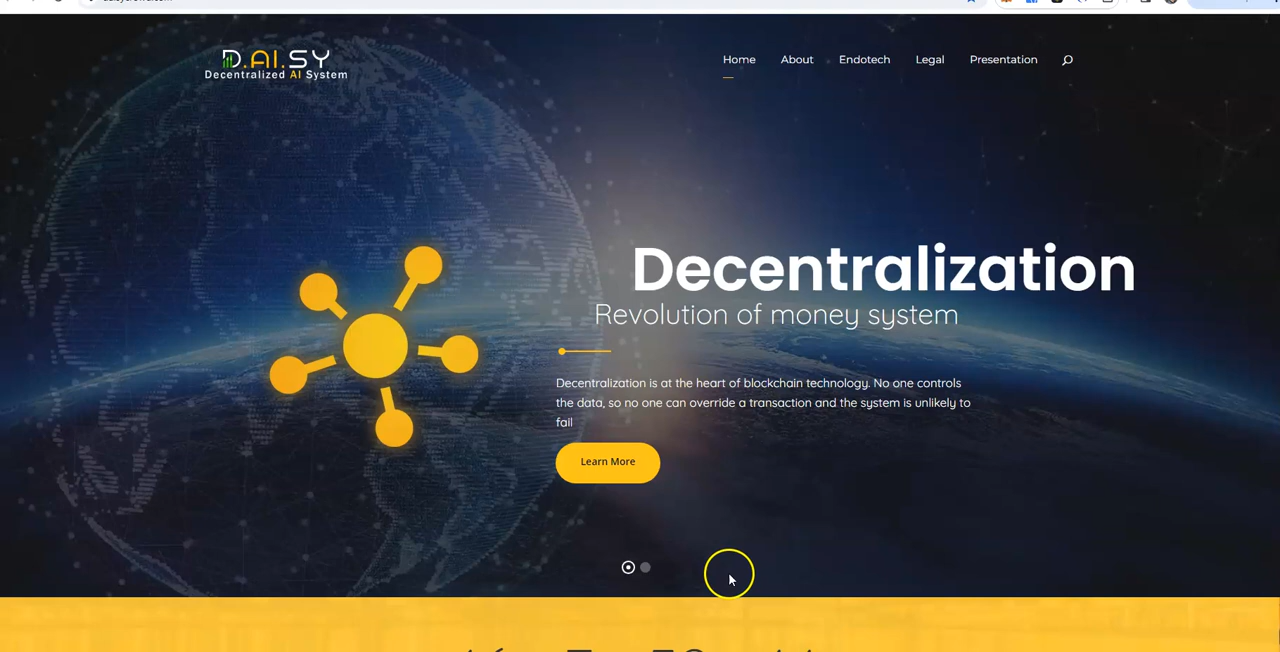 D.AI.SY
Decentralized AI System
Home
About
Endotech
Legal
Presentation
Decentralization
Revolution of money system
Decentralization is at the heart of blockchain technology. No one controls
the data, so no one can override a transaction and the system is unlikely to
fail
Learn More